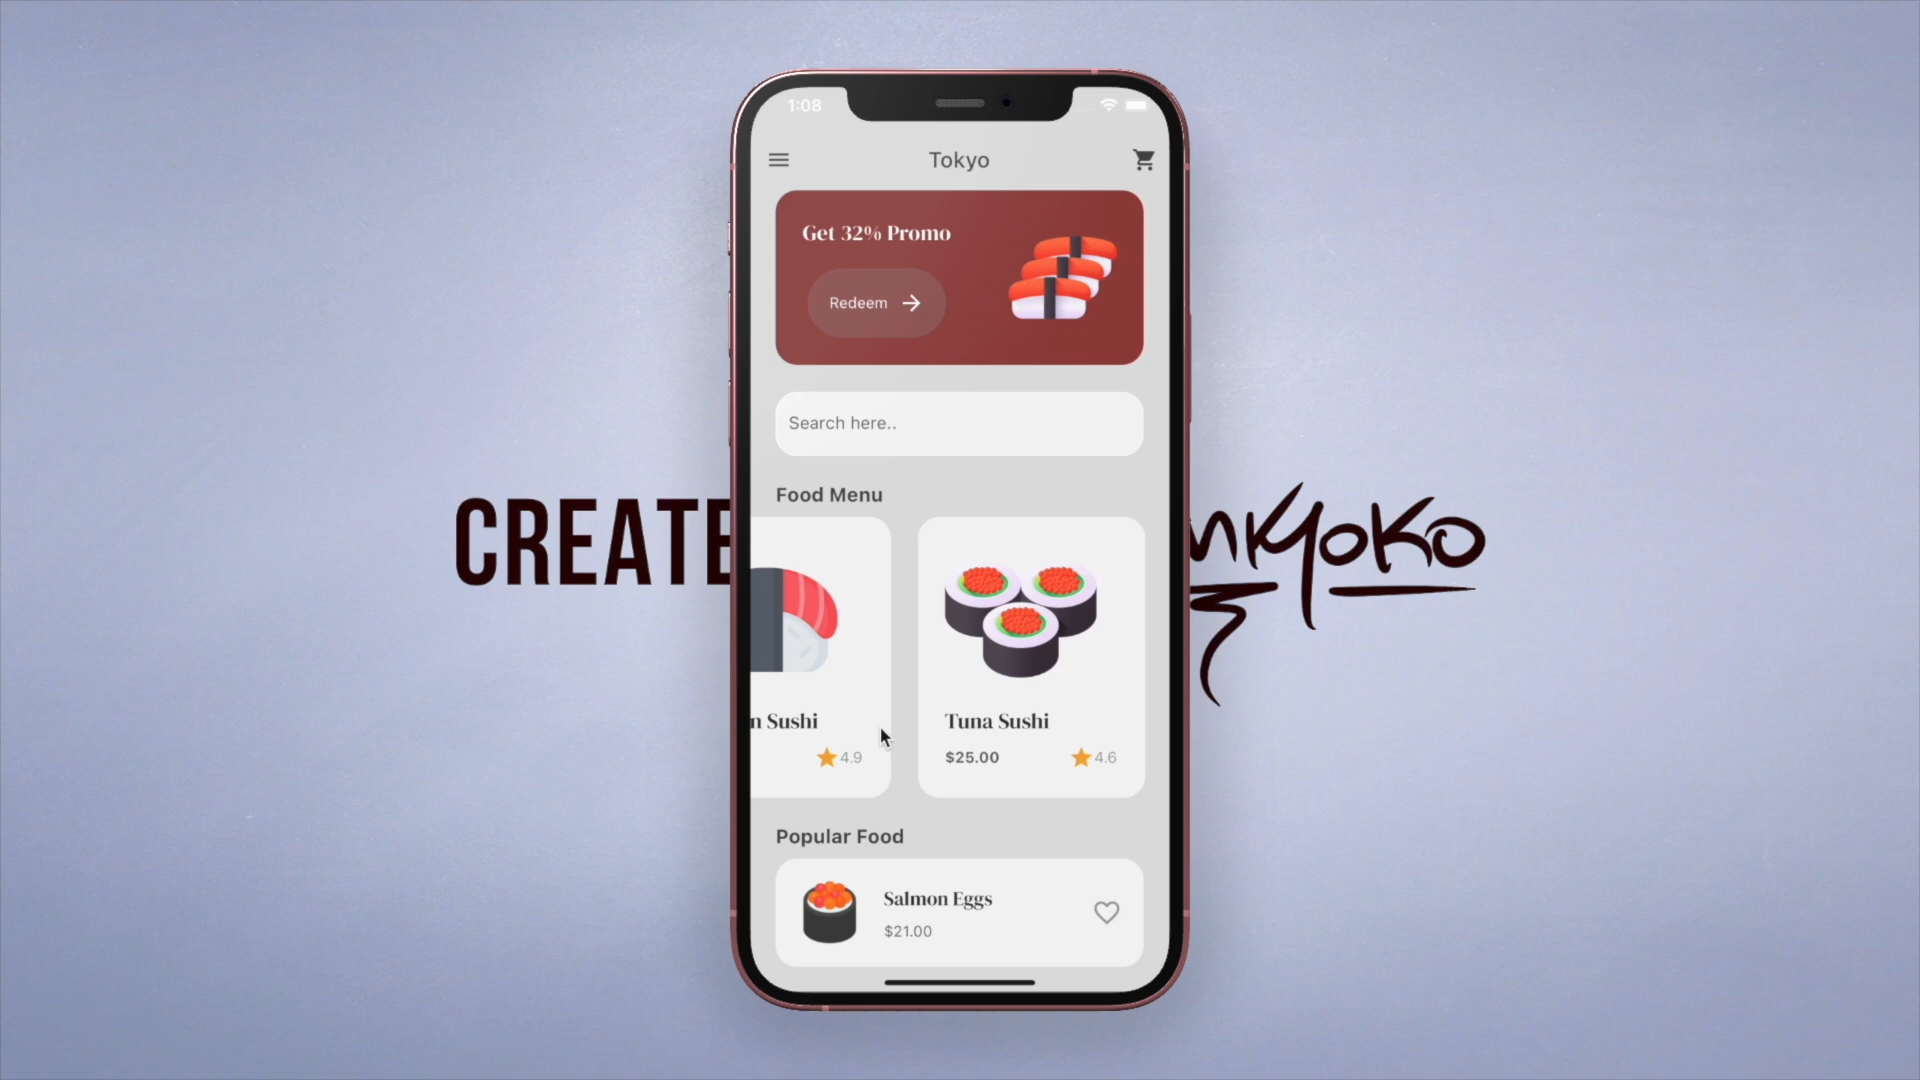 1:08
Tokyo
Get 32% Promo
Redeem
Search here..
Food Menu
CREATE
nkyoko
n Sushi
4.9
Tuna Sushi
$25.00
4.6
Popular Food
Salmon Eggs
$21.00